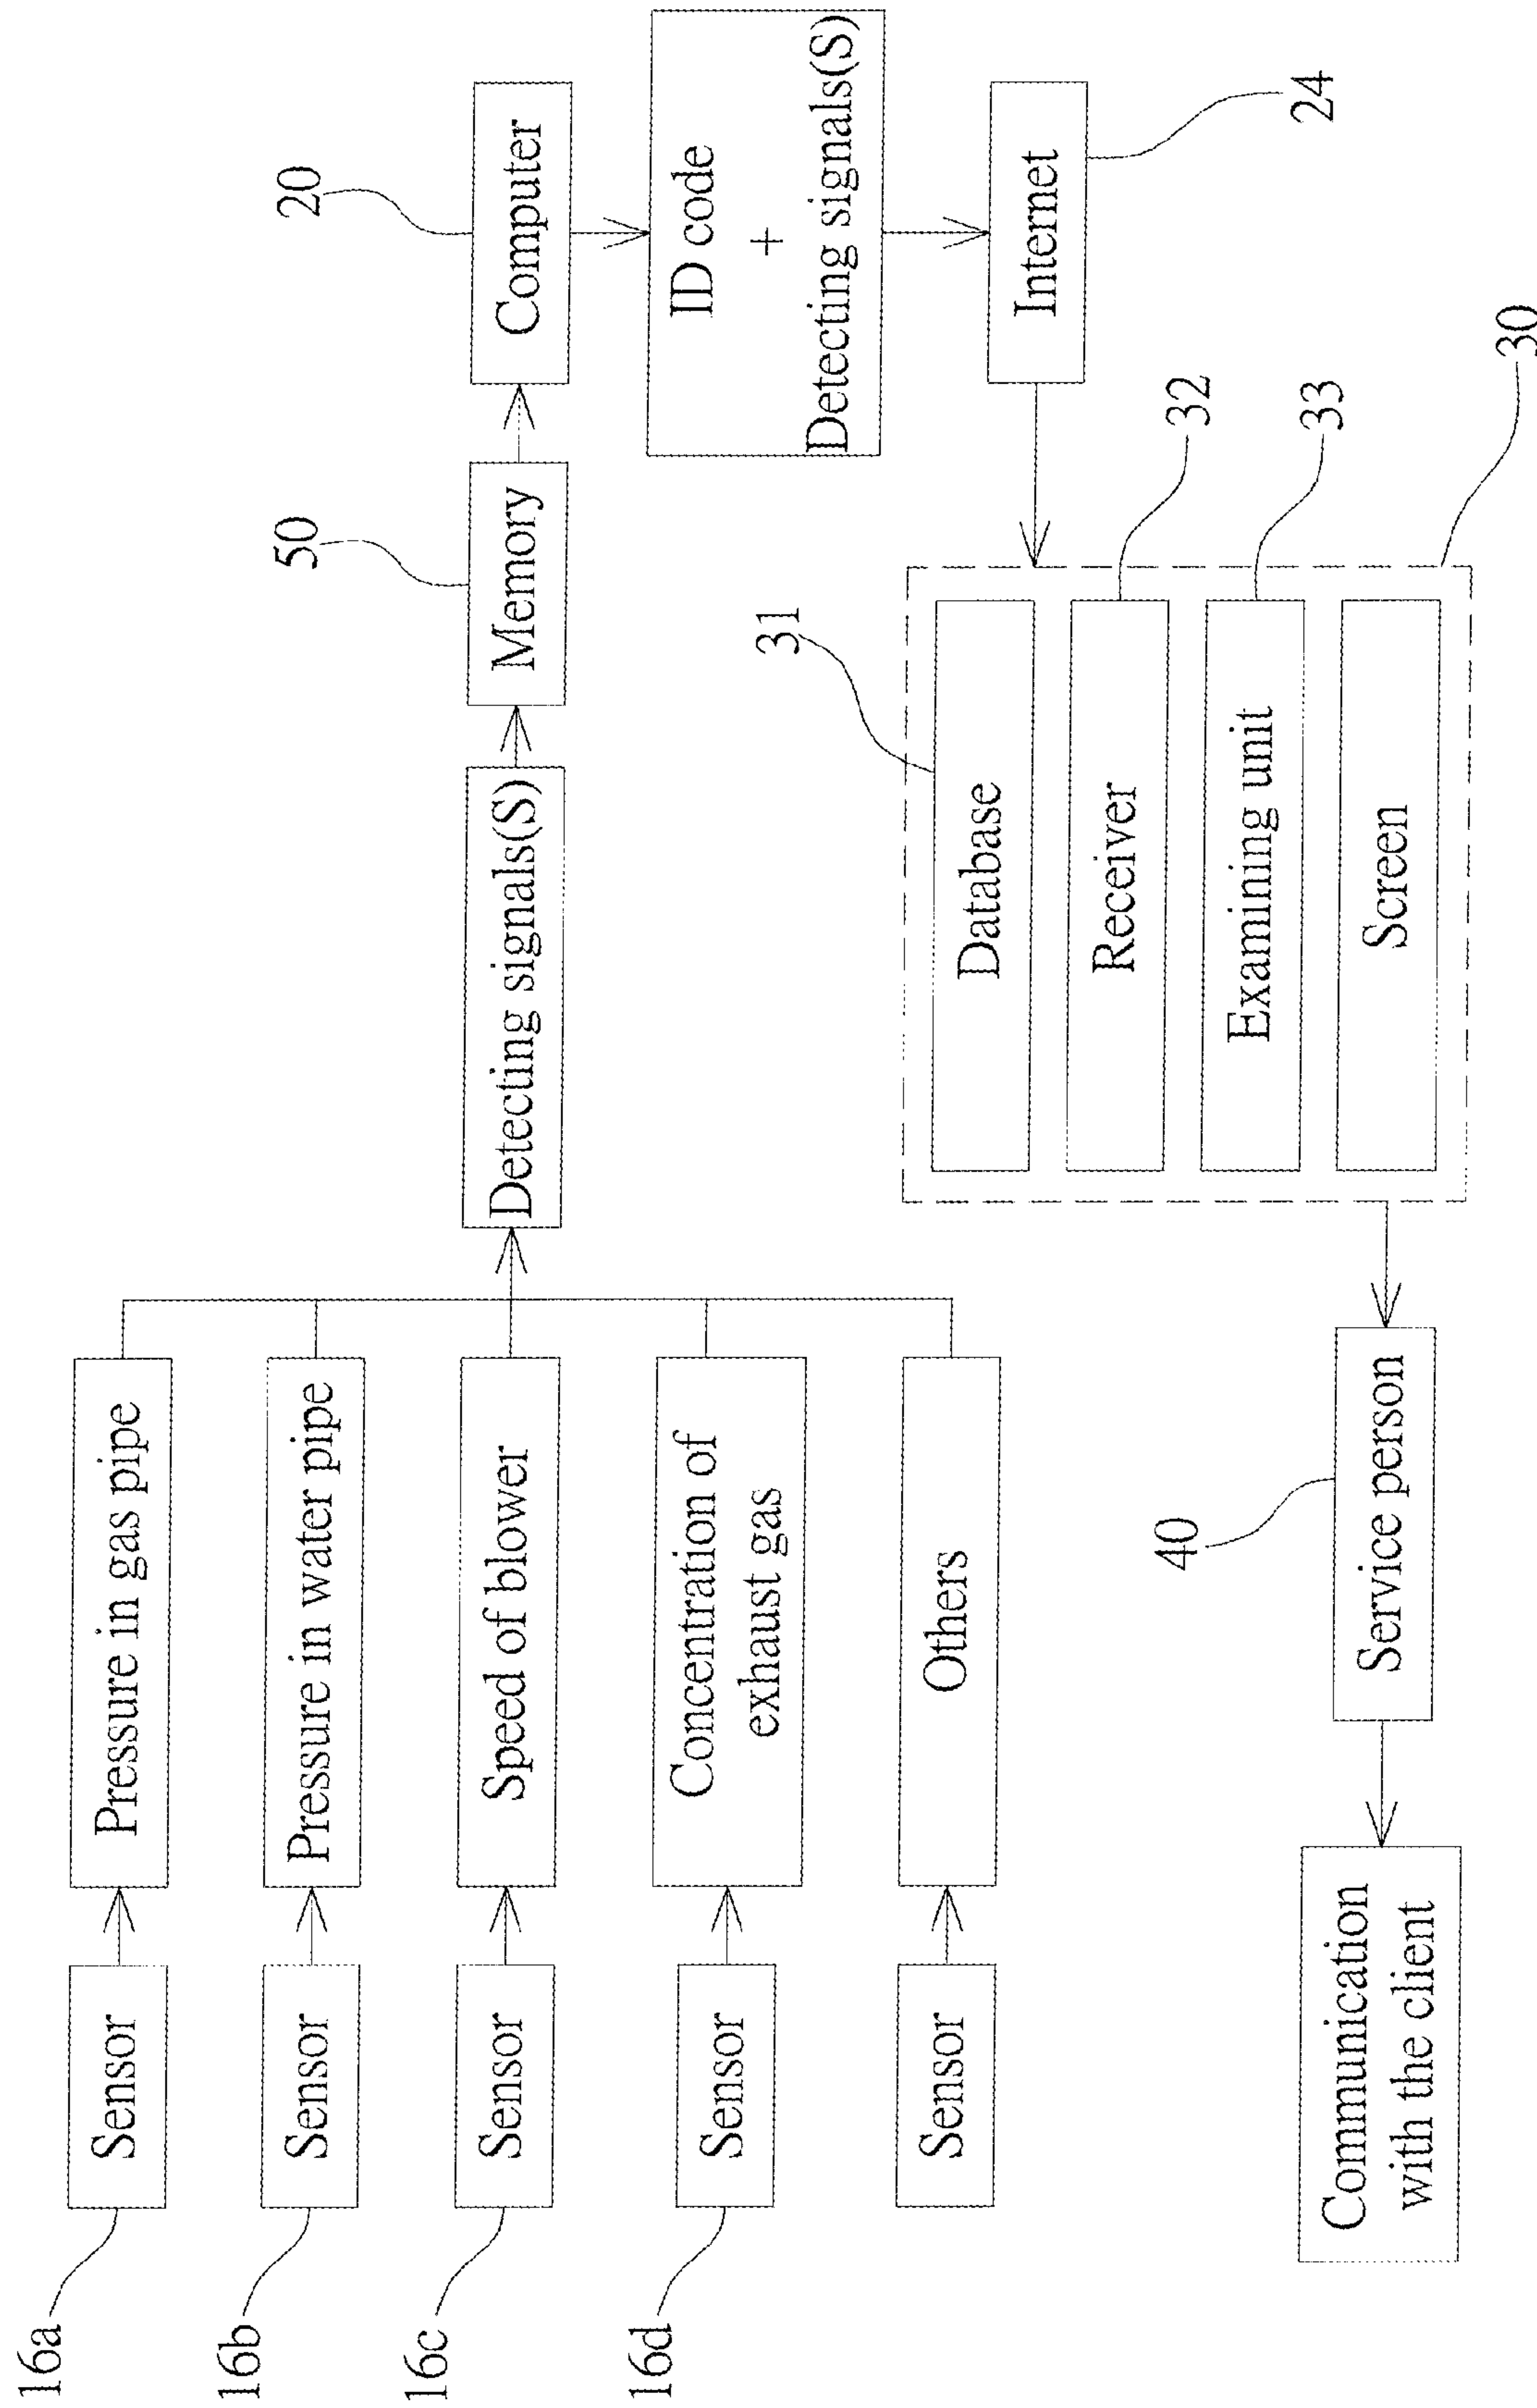 16a
Sensor
Pressure in gas pipe
16b
Sensor
Pressure in water pipe
16c
Sensor
Speed of blower
16d
Sensor
Concentration of
exhaust gas
Sensor
Others
Detecting signals(S)
50
Memory
20
Computer
ID code
+
Detecting signals(S)
Internet
24
31
Database
Receiver
32
Examining unit
33
Screen
30
40
Service person
Communication
with the client